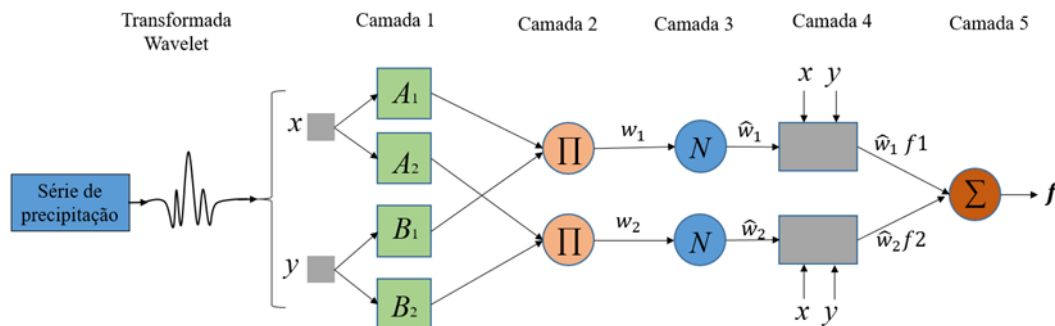 Transformada
Wavelet
Camada 1
Camada 2
Camada 3
Camada 4
Camada 5
x y
A₁
x
w₁
ŵ₁
∏
N
ŵ₁ f1
A₂
Série de
precipitação
Σ
f
B₁
w₂
ŵ₂
∏
N
ŵ₂ f2
y
B₂
x y